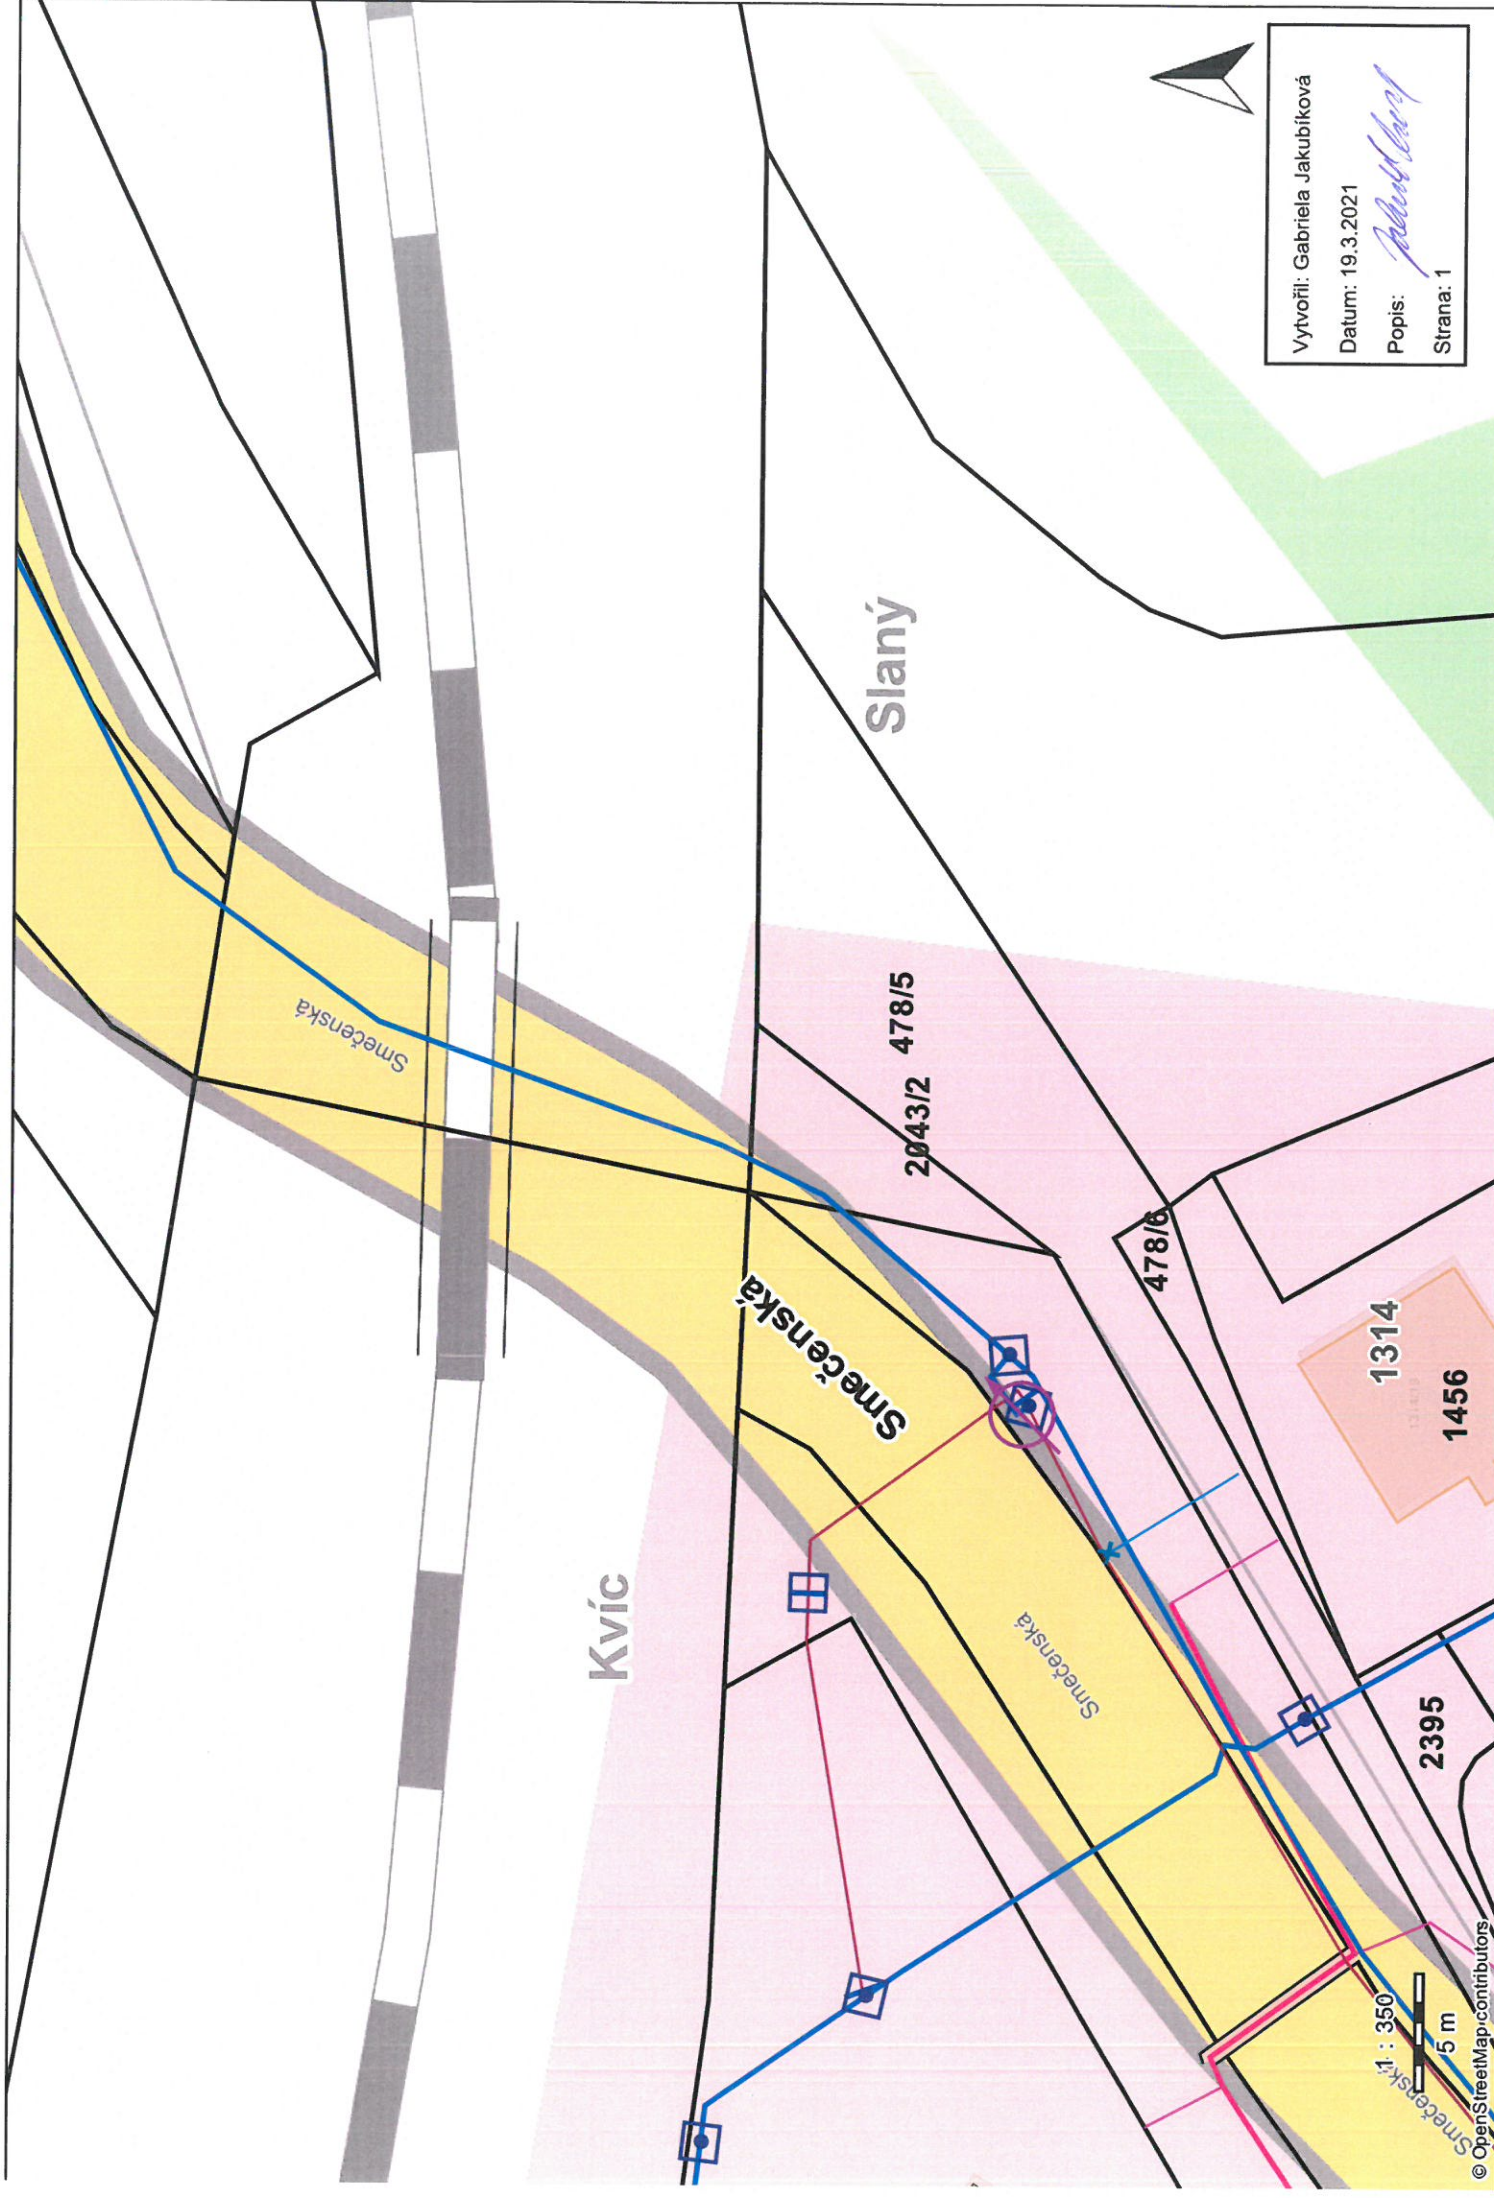 Vytvořil: Gabriela Jakubíková
Datum: 19.3.2021
Popis:
Strana: 1
Slaný
Kvíc
Smečenská
Smečenská
Smečenská
Smečenská
478/5
2043/2
478/6
1314
1456
2395
1 : 350
5 m
© OpenStreetMap contributors